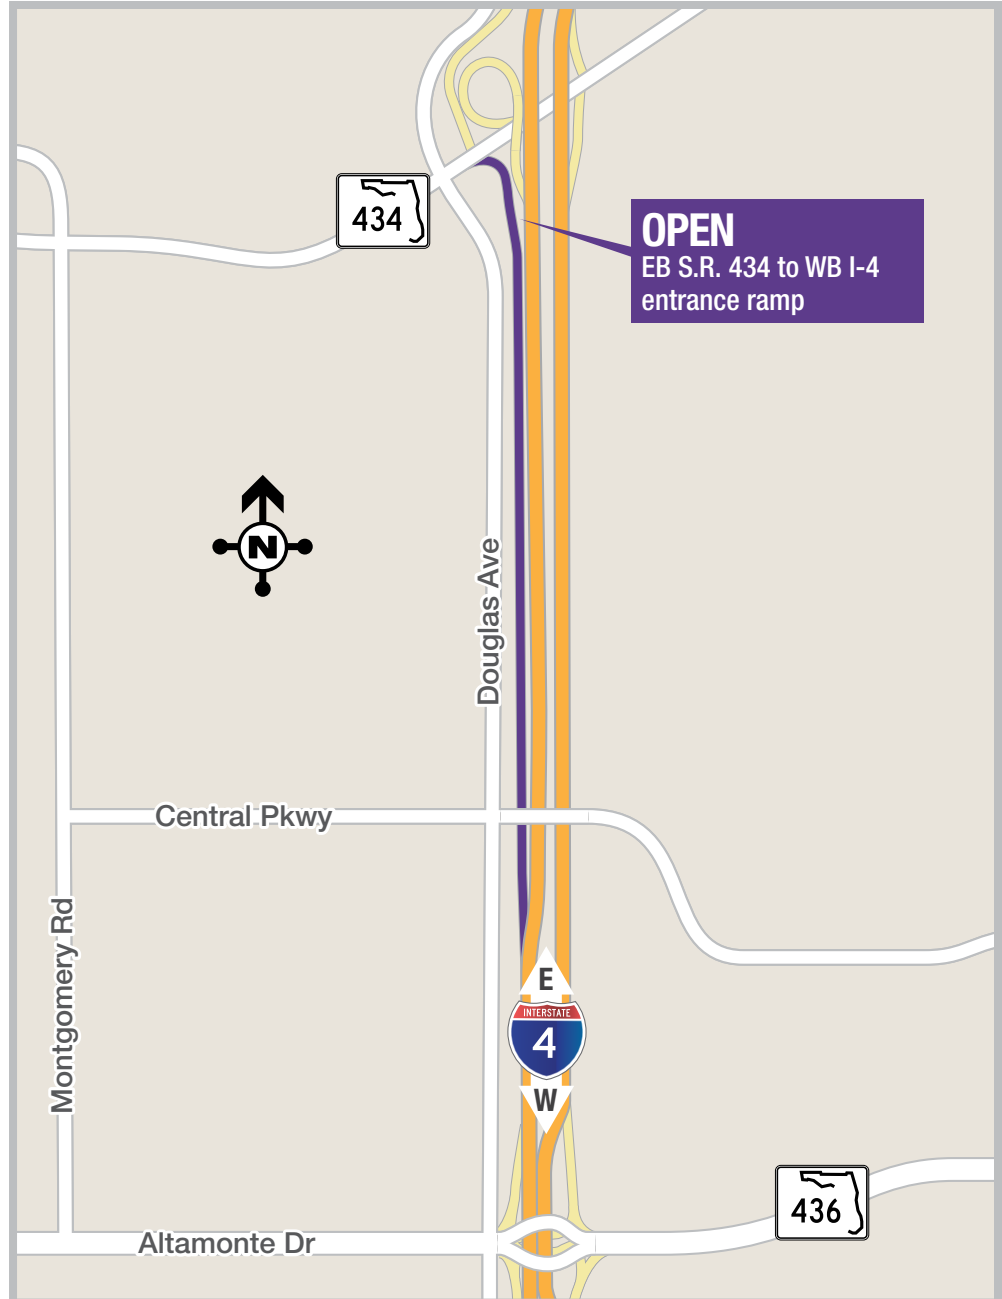 434
OPEN
EB S.R. 434 to WB I-4
entrance ramp
N
Douglas Ave
Central Pkwy
Montgomery Rd
E
INTERSTATE
4
W
436
Altamonte Dr